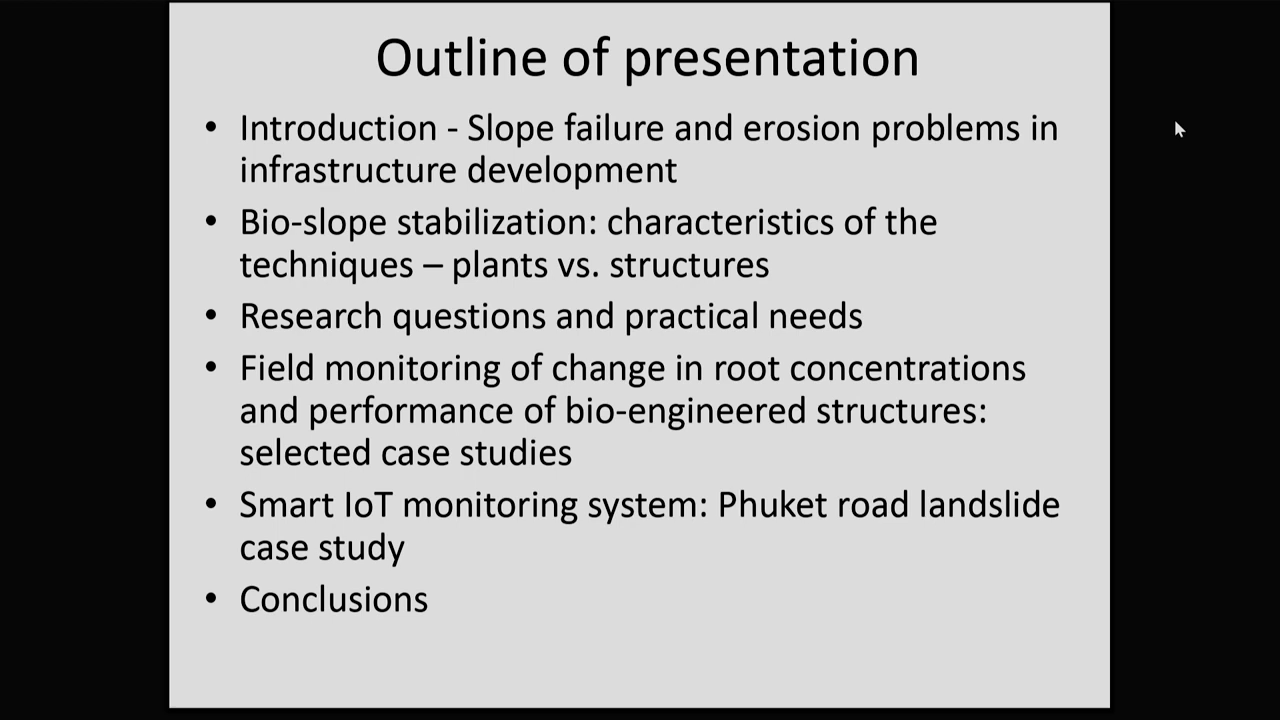 Outline of presentation
• Introduction - Slope failure and erosion problems in
infrastructure development
• Bio-slope stabilization: characteristics of the
techniques – plants vs. structures
• Research questions and practical needs
• Field monitoring of change in root concentrations
and performance of bio-engineered structures:
selected case studies
• Smart IoT monitoring system: Phuket road landslide
case study
• Conclusions